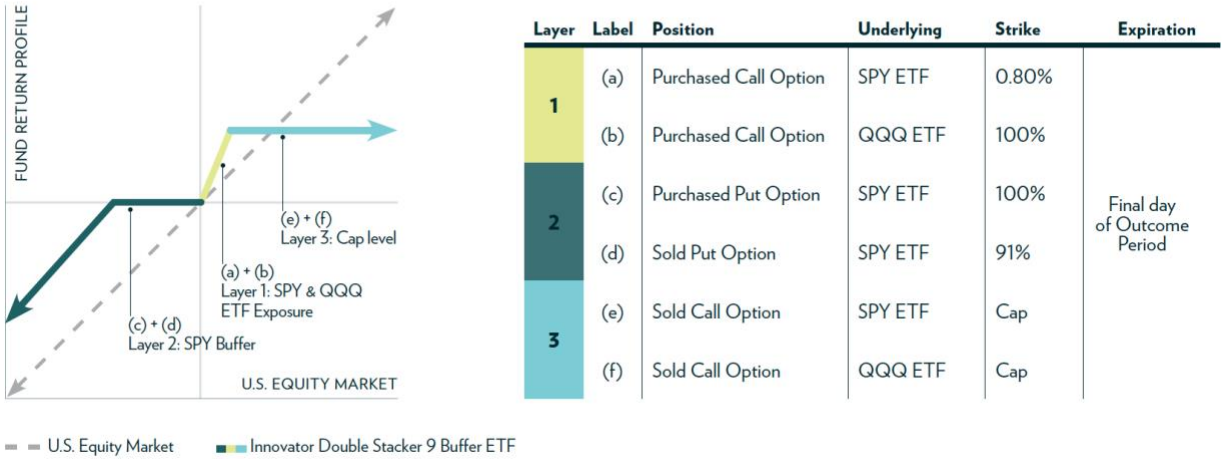 FUND RETURN PROFILE
(e) + (f)
Layer 3: Cap level
(a) + (b)
Layer 1: SPY & QQQ
ETF Exposure
(c) + (d)
Layer 2: SPY Buffer
U.S. EQUITY MARKET
U.S. Equity Market
Innovator Double Stacker 9 Buffer ETF
Layer Label Position Underlying Strike Expiration
1
(a) Purchased Call Option SPY ETF 0.80%
(b) Purchased Call Option QQQ ETF 100%
2
(c) Purchased Put Option SPY ETF 100%
(d) Sold Put Option SPY ETF 91%
3
(e) Sold Call Option SPY ETF Cap
(f) Sold Call Option QQQ ETF Cap
Final day
of Outcome
Period